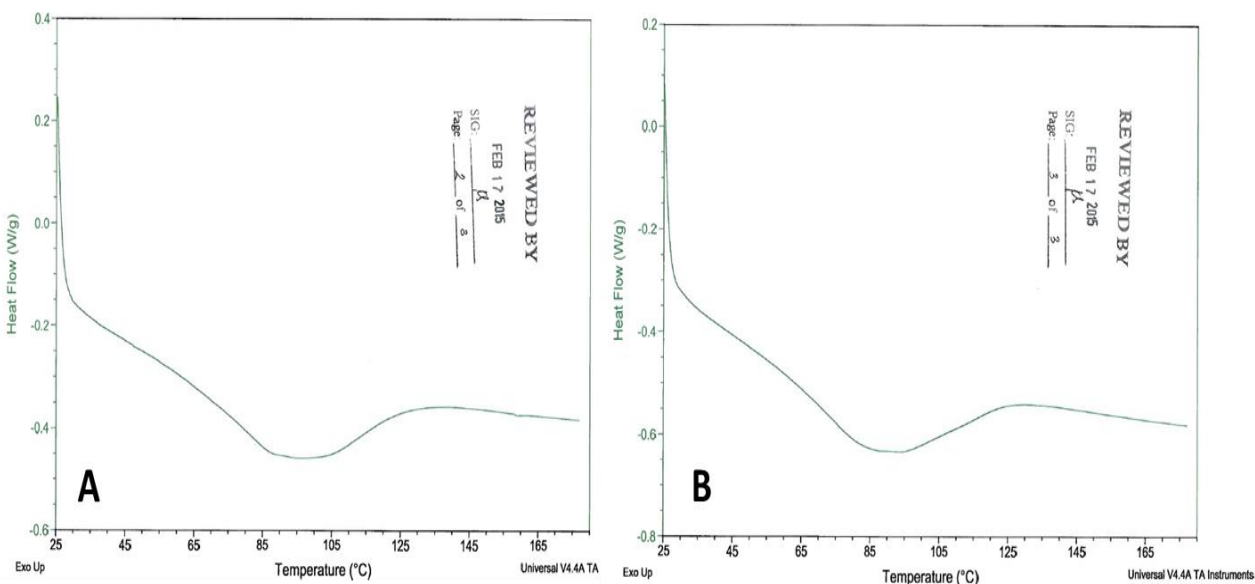 0.4
0.2
0.0
-0.2
-0.4
-0.6
Heat Flow (W/g)
25 45 65 85 105 125 145 165
Exo Up
Temperature (°C)
Universal V4.4A TA
REVIEWED BY
FEB 17 2015
SIG:
Page 2 of 3
A
0.2
0.0
-0.2
-0.4
-0.6
-0.8
Heat Flow (W/g)
25 45 65 85 105 125 145 165
Exo Up
Temperature (°C)
Universal V4.4A TA Instruments
REVIEWED BY
FEB 17 2015
SIG:
Page: 3 of 3
B